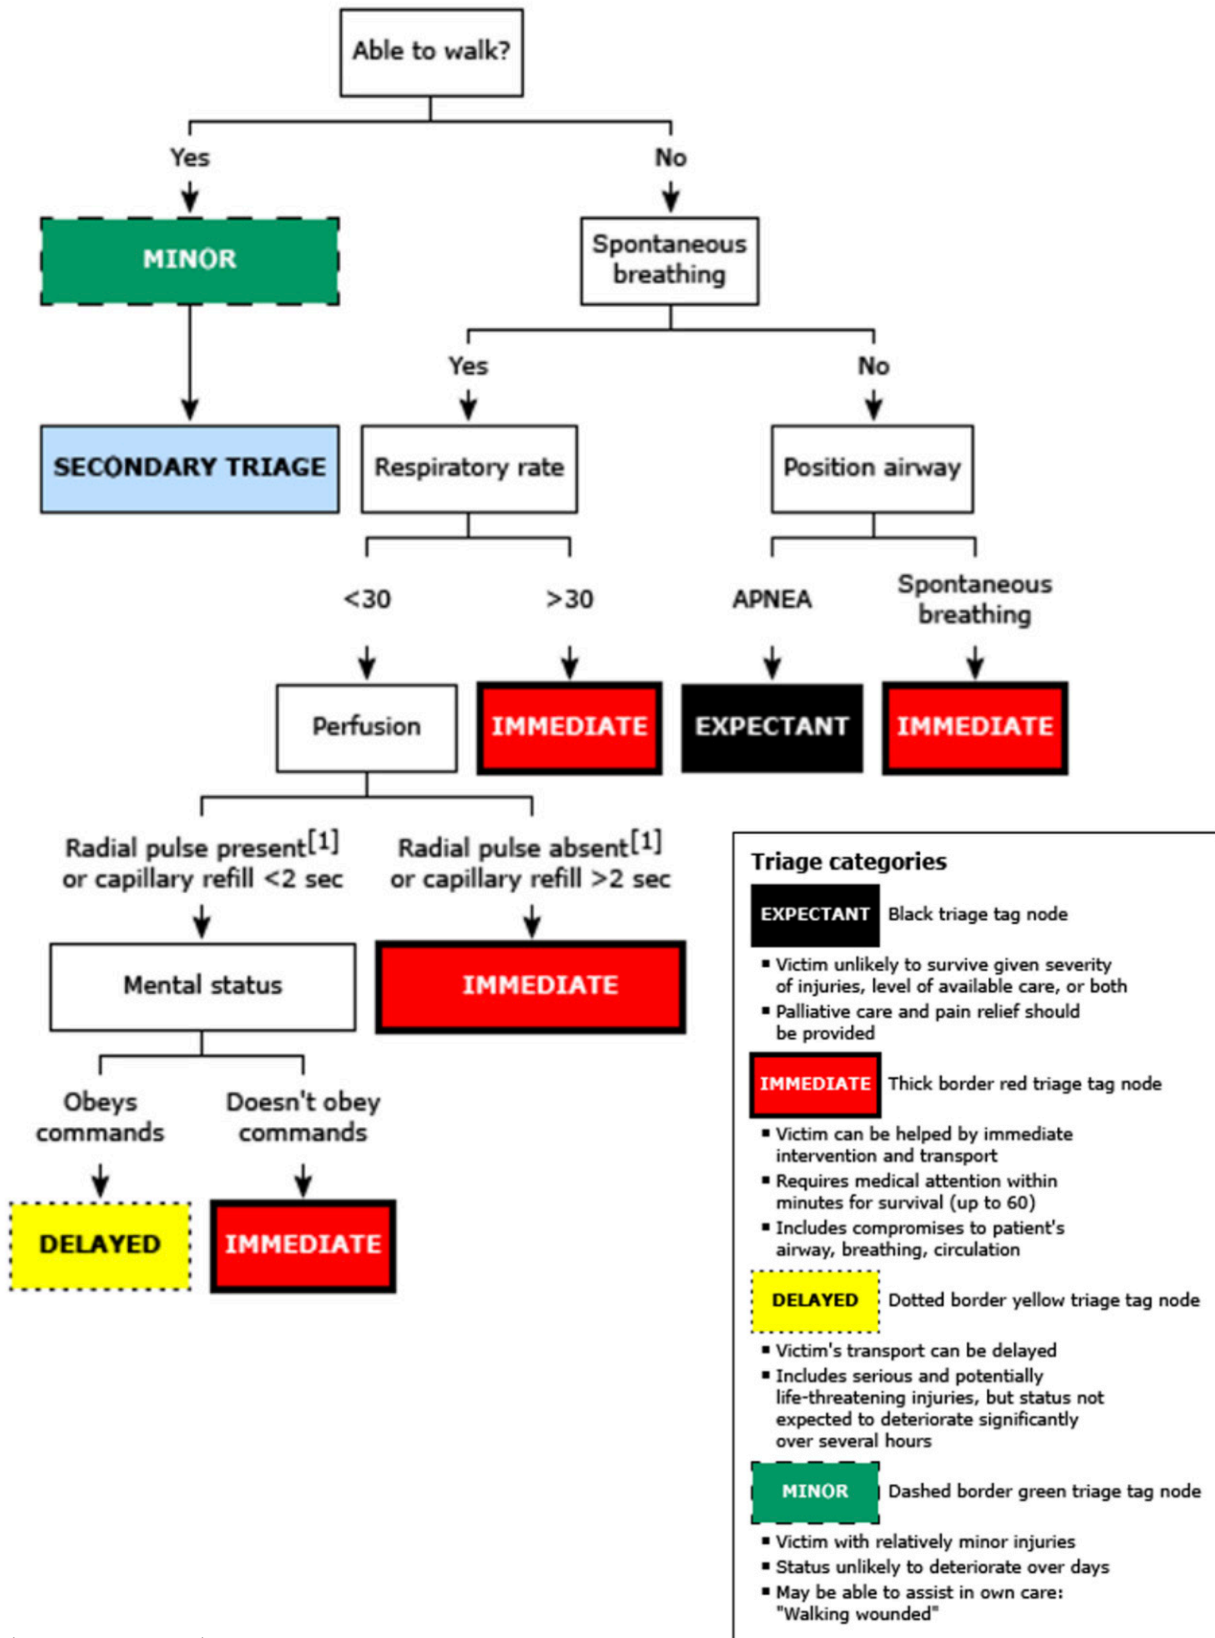 Able to walk?
Yes
No
MINOR
Spontaneous
breathing
Yes
No
SECONDARY TRIAGE
Respiratory rate
Position airway
<30
>30
APNEA
Spontaneous
breathing
Perfusion
IMMEDIATE
EXPECTANT
IMMEDIATE
Radial pulse present[1]
or capillary refill <2 sec
Radial pulse absent[1]
or capillary refill >2 sec
Mental status
IMMEDIATE
Obeys
commands
Doesn't obey
commands
DELAYED
IMMEDIATE
Triage categories
EXPECTANT Black triage tag node
▪ Victim unlikely to survive given severity
of injuries, level of available care, or both
▪ Palliative care and pain relief should
be provided
IMMEDIATE Thick border red triage tag node
▪ Victim can be helped by immediate
intervention and transport
▪ Requires medical attention within
minutes for survival (up to 60)
▪ Includes compromises to patient's
airway, breathing, circulation
DELAYED Dotted border yellow triage tag node
▪ Victim's transport can be delayed
▪ Includes serious and potentially
life-threatening injuries, but status not
expected to deteriorate significantly
over several hours
MINOR Dashed border green triage tag node
▪ Victim with relatively minor injuries
▪ Status unlikely to deteriorate over days
▪ May be able to assist in own care:
"Walking wounded"